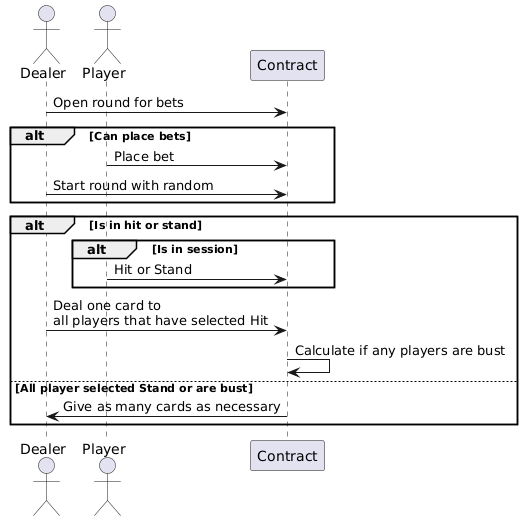 Dealer
Player
Contract
Open round for bets
alt
[Can place bets]
Place bet
Start round with random
alt
[Is in hit or stand]
alt
[Is in session]
Hit or Stand
Deal one card to
all players that have selected Hit
Calculate if any players are bust
[All player selected Stand or are bust]
Give as many cards as necessary
Dealer
Player
Contract